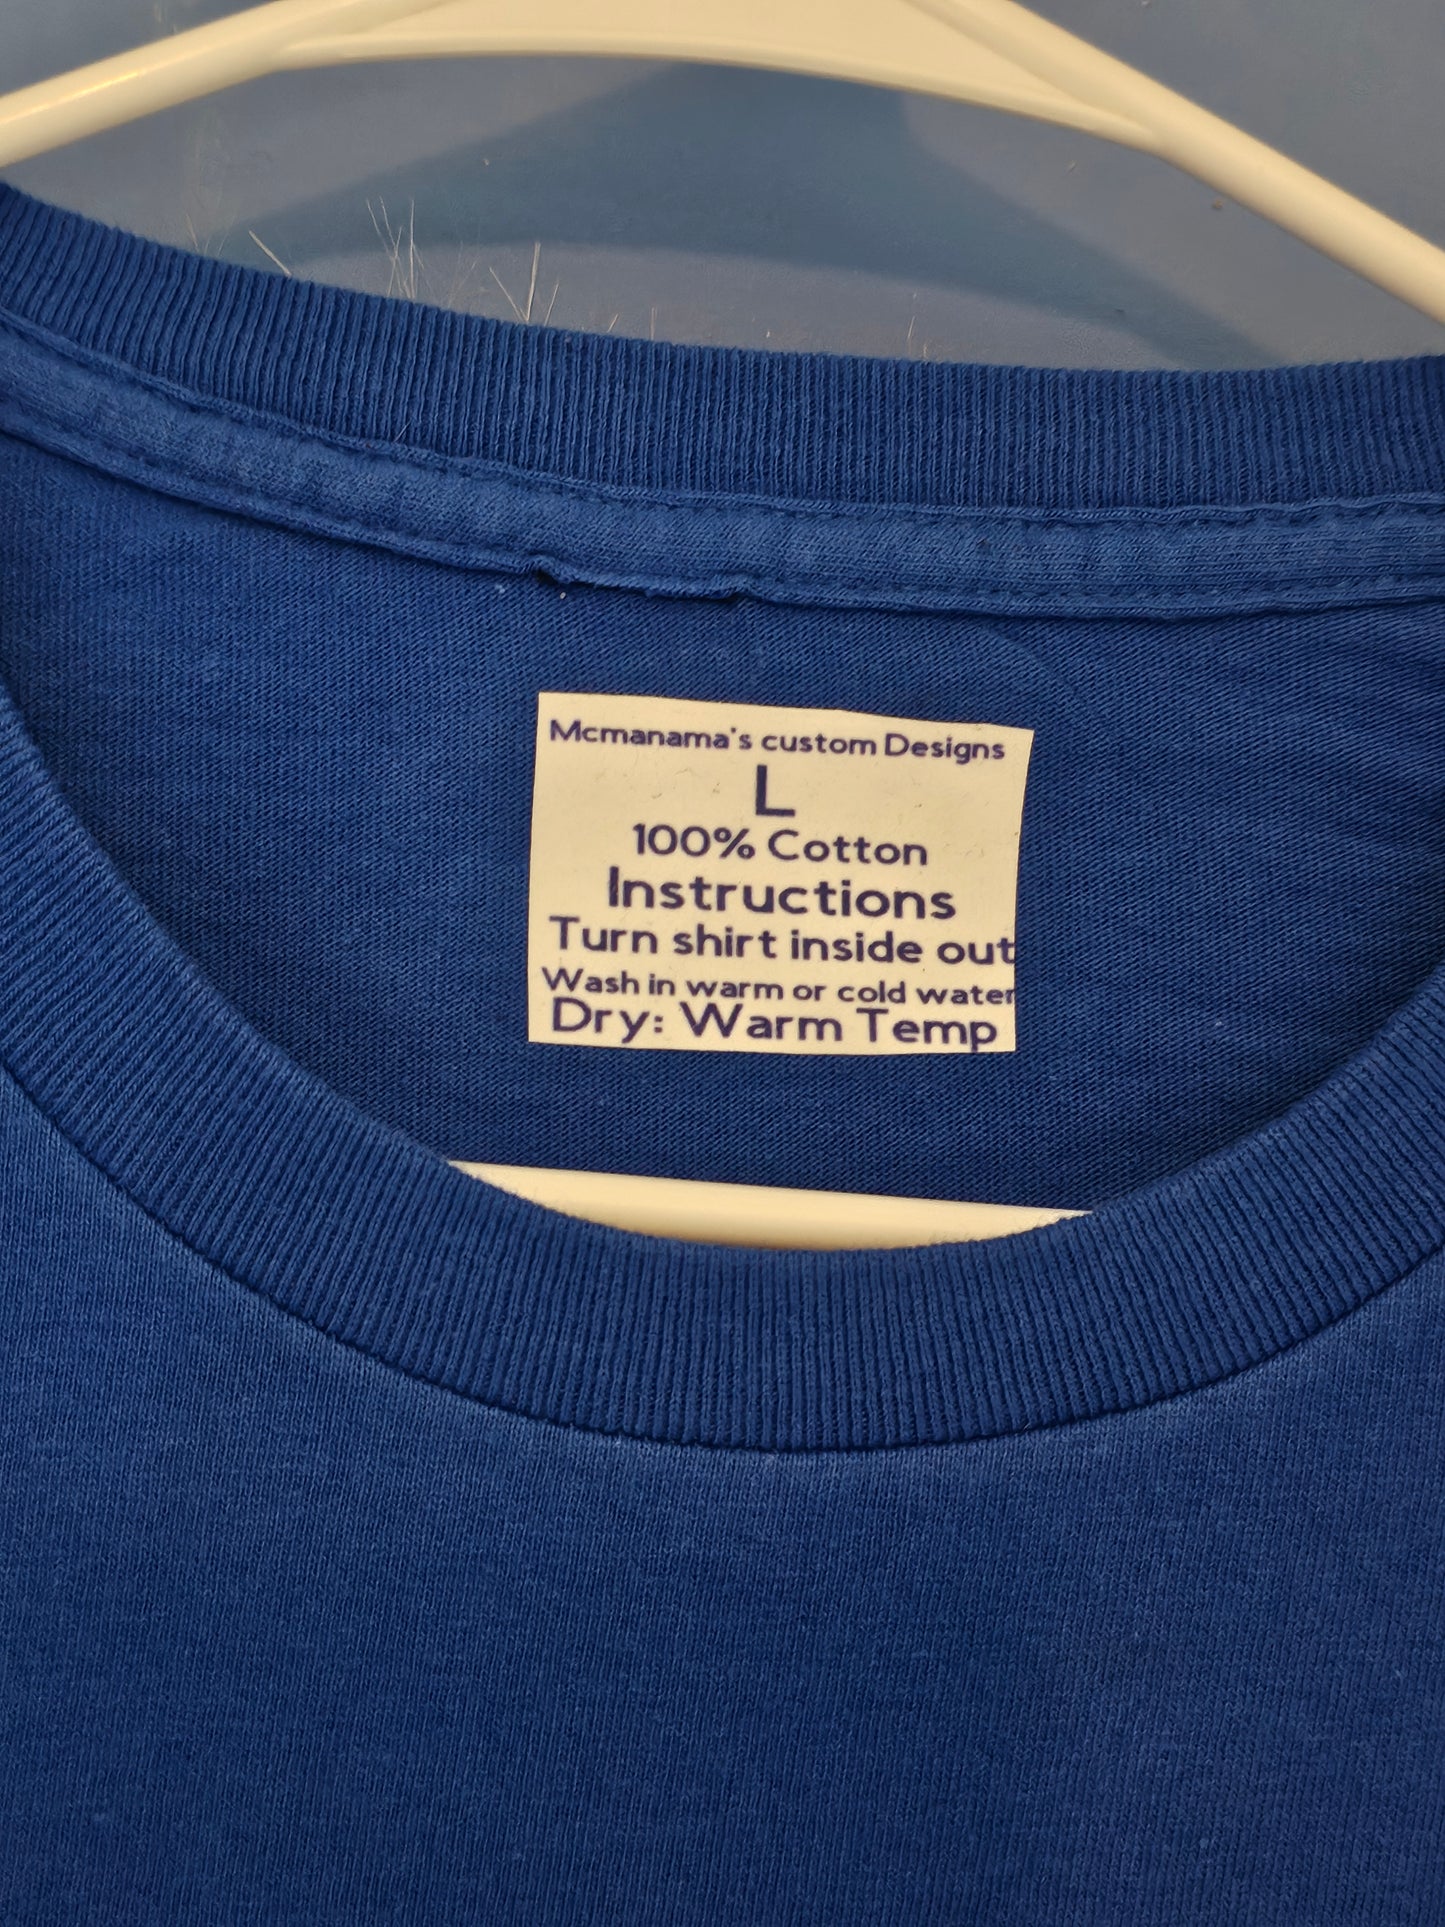 Mcmanama's custom Designs
L
100% Cotton
Instructions
Turn shirt inside out
Wash in warm or cold water
Dry: Warm Temp